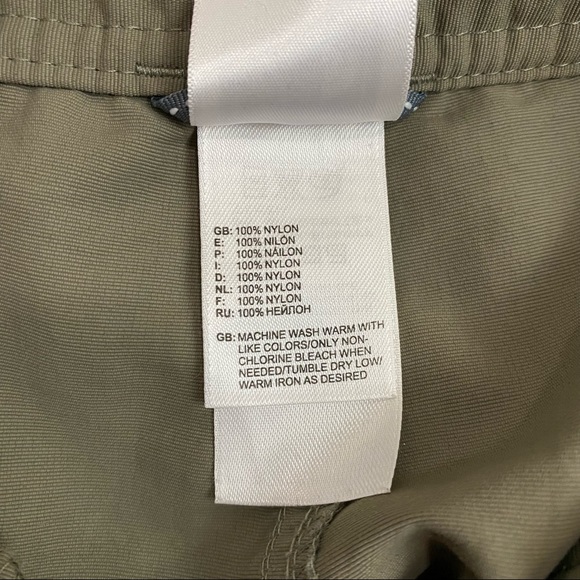 GB: 100% NYLON
E: 100% NILÓN
P: 100% NÁILON
I: 100% NYLON
D: 100% NYLON
NL: 100% NYLON
F: 100% NYLON
RU: 100% НЕЙЛОН
GB: MACHINE WASH WARM WITH
LIKE COLORS/ONLY NON-
CHLORINE BLEACH WHEN
NEEDED/TUMBLE DRY LOW/
WARM IRON AS DESIRED